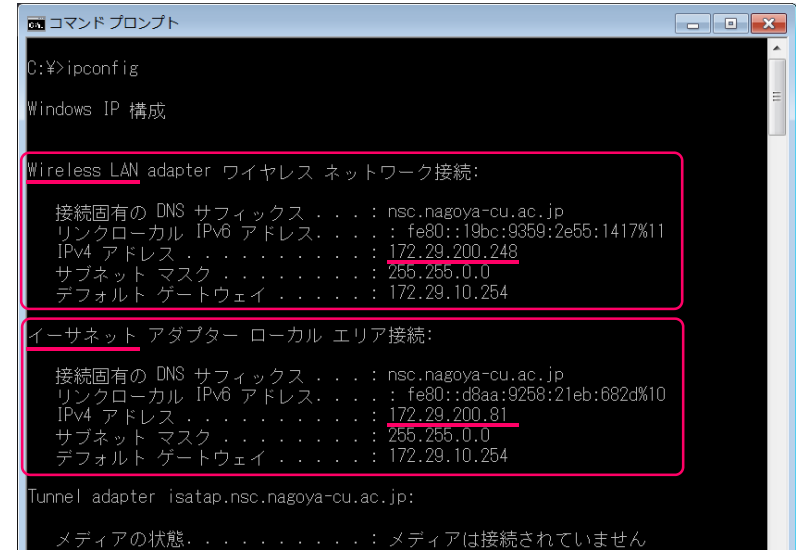 コマンド プロンプト
C:¥>ipconfig
Windows IP 構成
Wireless LAN adapter ワイヤレス ネットワーク接続:
接続固有の DNS サフィックス . . . : nsc.nagoya-cu.ac.jp
リンクローカル IPv6 アドレス. . . . : fe80::19bc:9359:2e55:1417%11
IPv4 アドレス . . . . . . . . . . : 172.29.200.248
サブネット マスク . . . . . . . . : 255.255.0.0
デフォルト ゲートウェイ . . . . . : 172.29.10.254
イーサネット アダプター ローカル エリア接続:
接続固有の DNS サフィックス . . . : nsc.nagoya-cu.ac.jp
リンクローカル IPv6 アドレス. . . . : fe80::d8aa:9258:21eb:682d%10
IPv4 アドレス . . . . . . . . . . : 172.29.200.81
サブネット マスク . . . . . . . . : 255.255.0.0
デフォルト ゲートウェイ . . . . . : 172.29.10.254
Tunnel adapter isatap.nsc.nagoya-cu.ac.jp:
メディアの状態. . . . . . . . . . : メディアは接続されていません